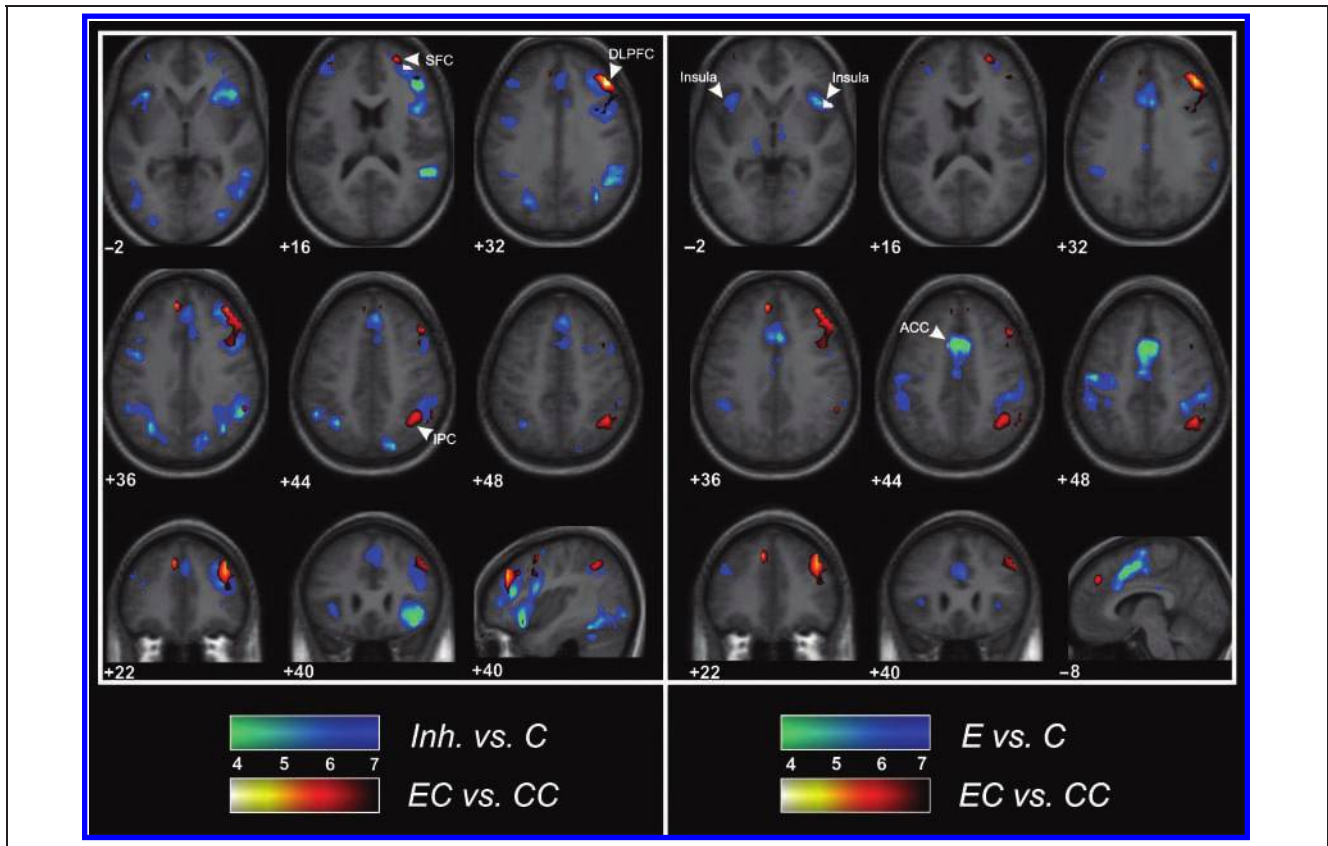 SFC
DLPFC
−2
+16
+32
IPC
+36
+44
+48
+22
+40
+40
Inh. vs. C
4 5 6 7
EC vs. CC
Insula
Insula
−2
+16
+32
ACC
+36
+44
+48
+22
+40
−8
E vs. C
4 5 6 7
EC vs. CC